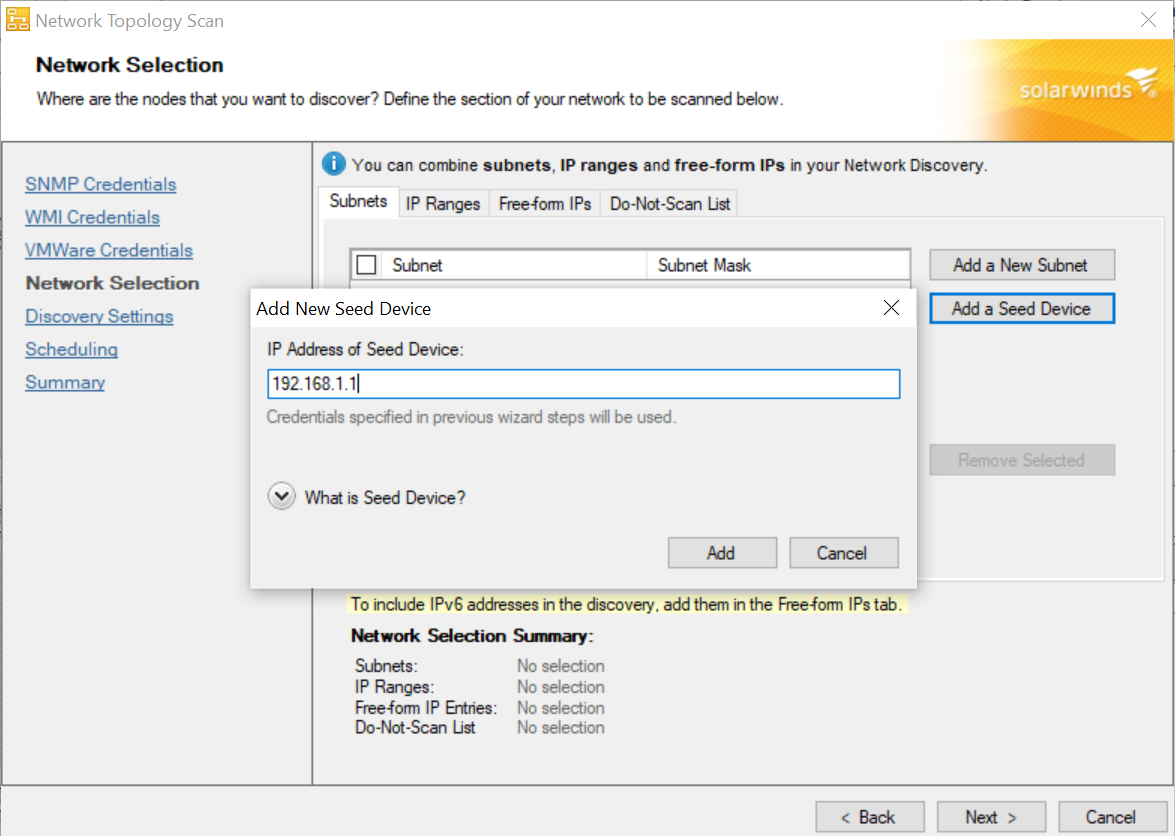 Network Topology Scan
Network Selection
Where are the nodes that you want to discover? Define the section of your network to be scanned below.
solarwinds
SNMP Credentials
WMI Credentials
VMWare Credentials
Network Selection
Discovery Settings
Scheduling
Summary
You can combine subnets, IP ranges and free-form IPs in your Network Discovery.
Subnets IP Ranges Free-form IPs Do-Not-Scan List
Subnet Subnet Mask
Add a New Subnet
Add a Seed Device
Remove Selected
Add New Seed Device
IP Address of Seed Device:
192.168.1.1
Credentials specified in previous wizard steps will be used.
What is Seed Device?
Add Cancel
To include IPv6 addresses in the discovery, add them in the Free-form IPs tab.
Network Selection Summary:
Subnets: No selection
IP Ranges: No selection
Free-form IP Entries: No selection
Do-Not-Scan List No selection
< Back Next > Cancel